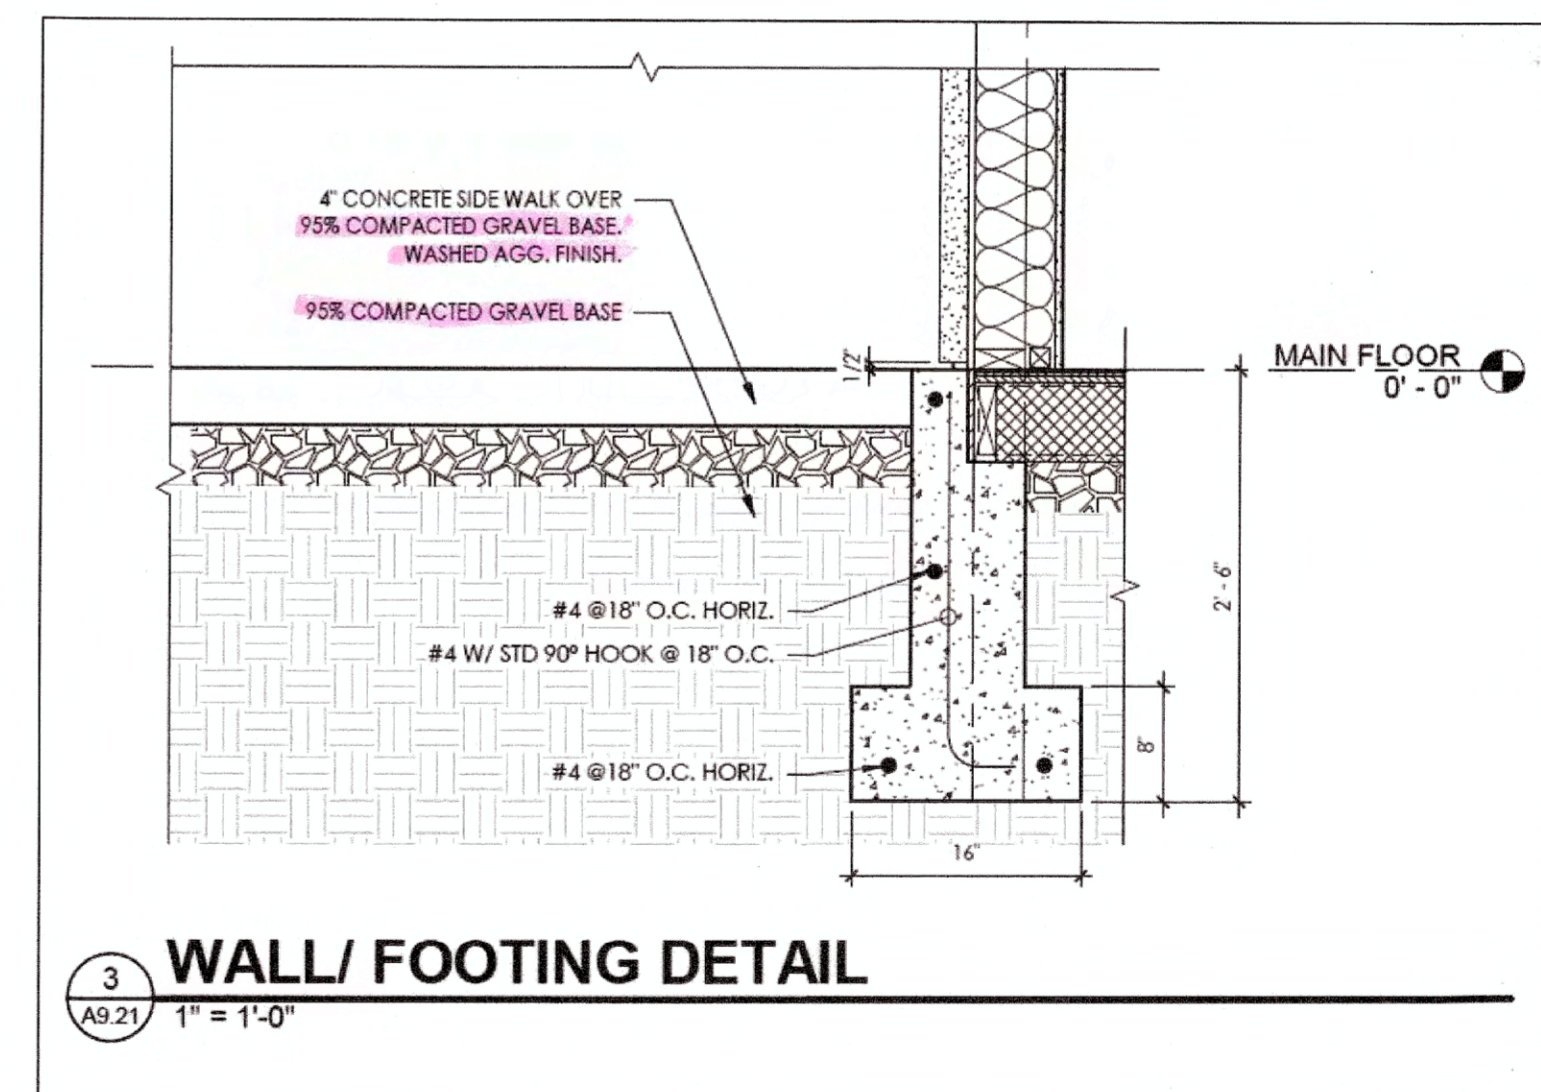 4" CONCRETE SIDE WALK OVER
95% COMPACTED GRAVEL BASE.
WASHED AGG. FINISH.
95% COMPACTED GRAVEL BASE
1/2"
MAIN FLOOR
0' - 0"
2' - 6"
#4 @18" O.C. HORIZ.
#4 W/ STD 90° HOOK @ 18" O.C.
8"
#4 @18" O.C. HORIZ.
16"
3
A9.21
WALL/ FOOTING DETAIL
1" = 1'-0"